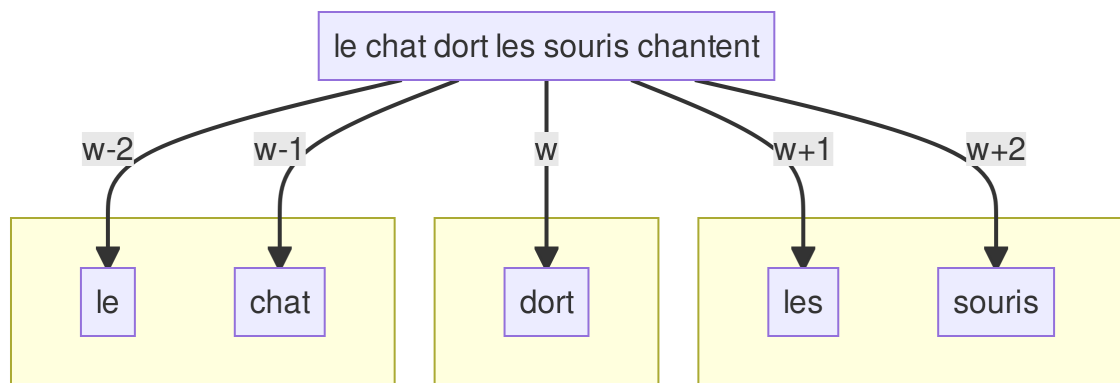 le chat dort les souris chantent
w-2 w-1 w w+1 w+2
le chat dort les souris